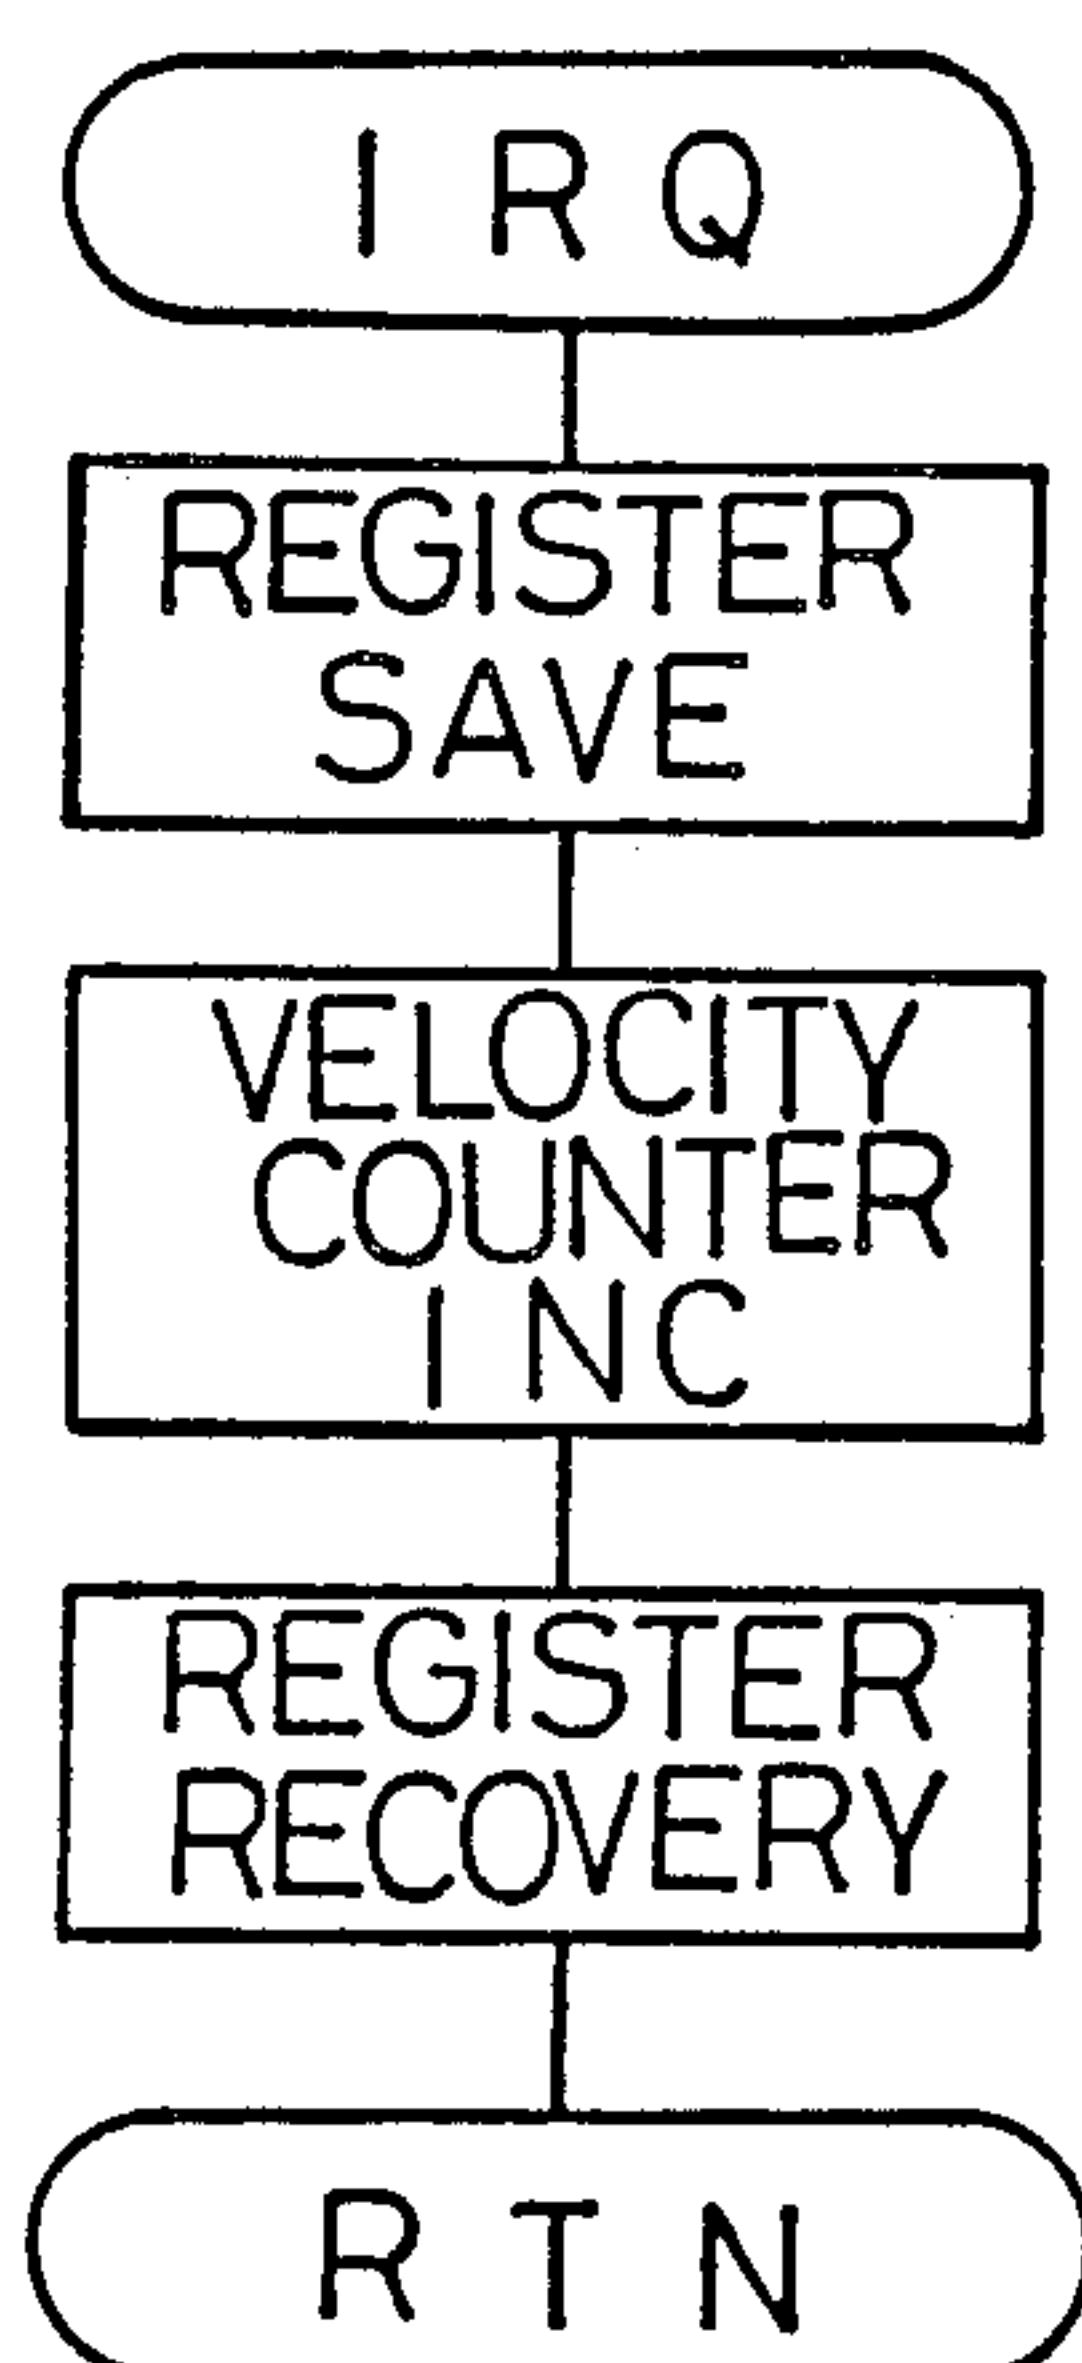 IRQ
REGISTER
SAVE
VELOCITY
COUNTER
INC
REGISTER
RECOVERY
RTN